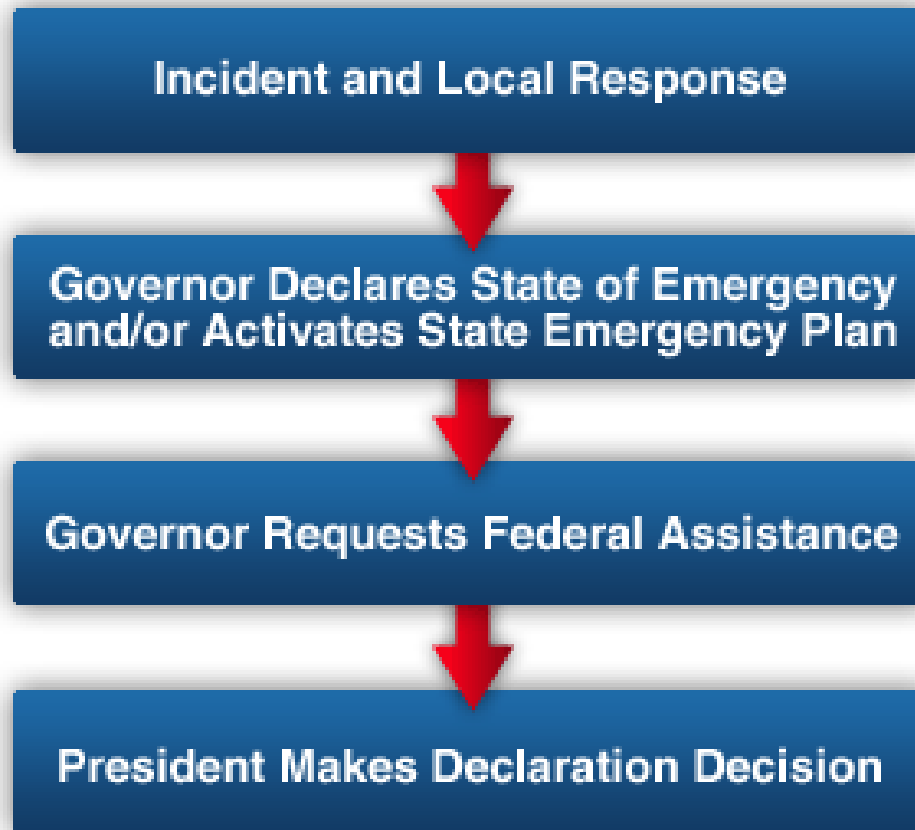 Incident and Local Response
Governor Declares State of Emergency
and/or Activates State Emergency Plan
Governor Requests Federal Assistance
President Makes Declaration Decision